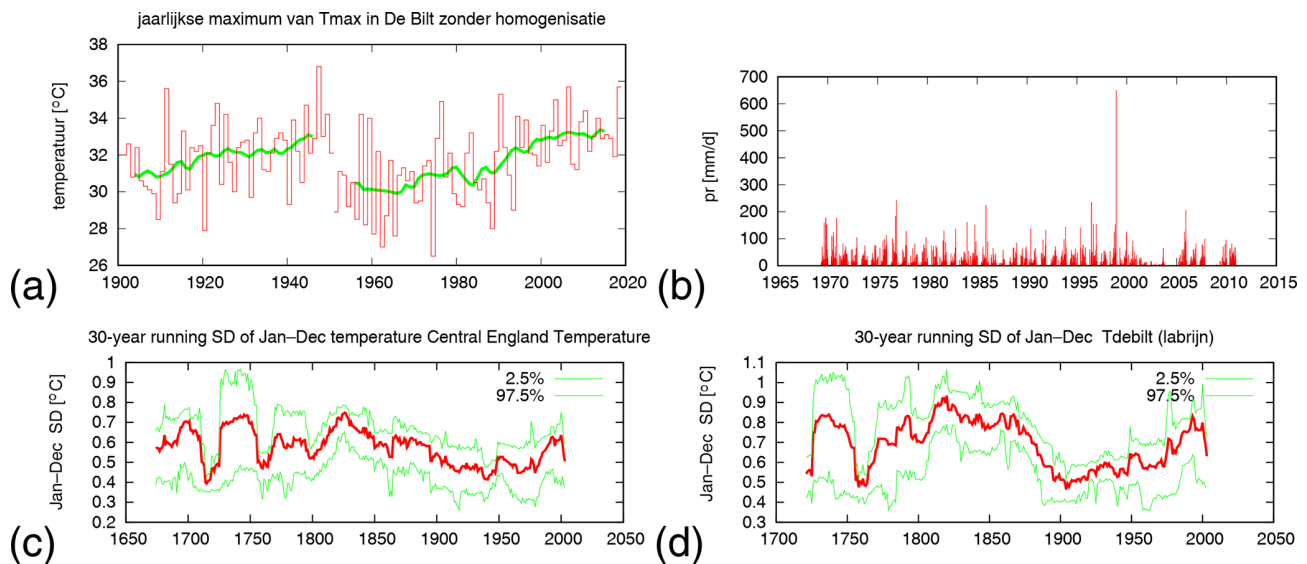 jaarlijkse maximum van Tmax in De Bilt zonder homogenisatie
temperatuur [°C]
38
36
34
32
30
28
26
1900 1920 1940 1960 1980 2000 2020
(a)
pr [mm/d]
700
600
500
400
300
200
100
0
1965 1970 1975 1980 1985 1990 1995 2000 2005 2010 2015
(b)
30-year running SD of Jan–Dec temperature Central England Temperature
Jan–Dec SD [°C]
2.5%
97.5%
1
0.9
0.8
0.7
0.6
0.5
0.4
0.3
0.2
1650 1700 1750 1800 1850 1900 1950 2000 2050
(c)
30-year running SD of Jan–Dec Tdebilt (labrijn)
Jan–Dec SD [°C]
2.5%
97.5%
1.1
1
0.9
0.8
0.7
0.6
0.5
0.4
0.3
1700 1750 1800 1850 1900 1950 2000 2050
(d)